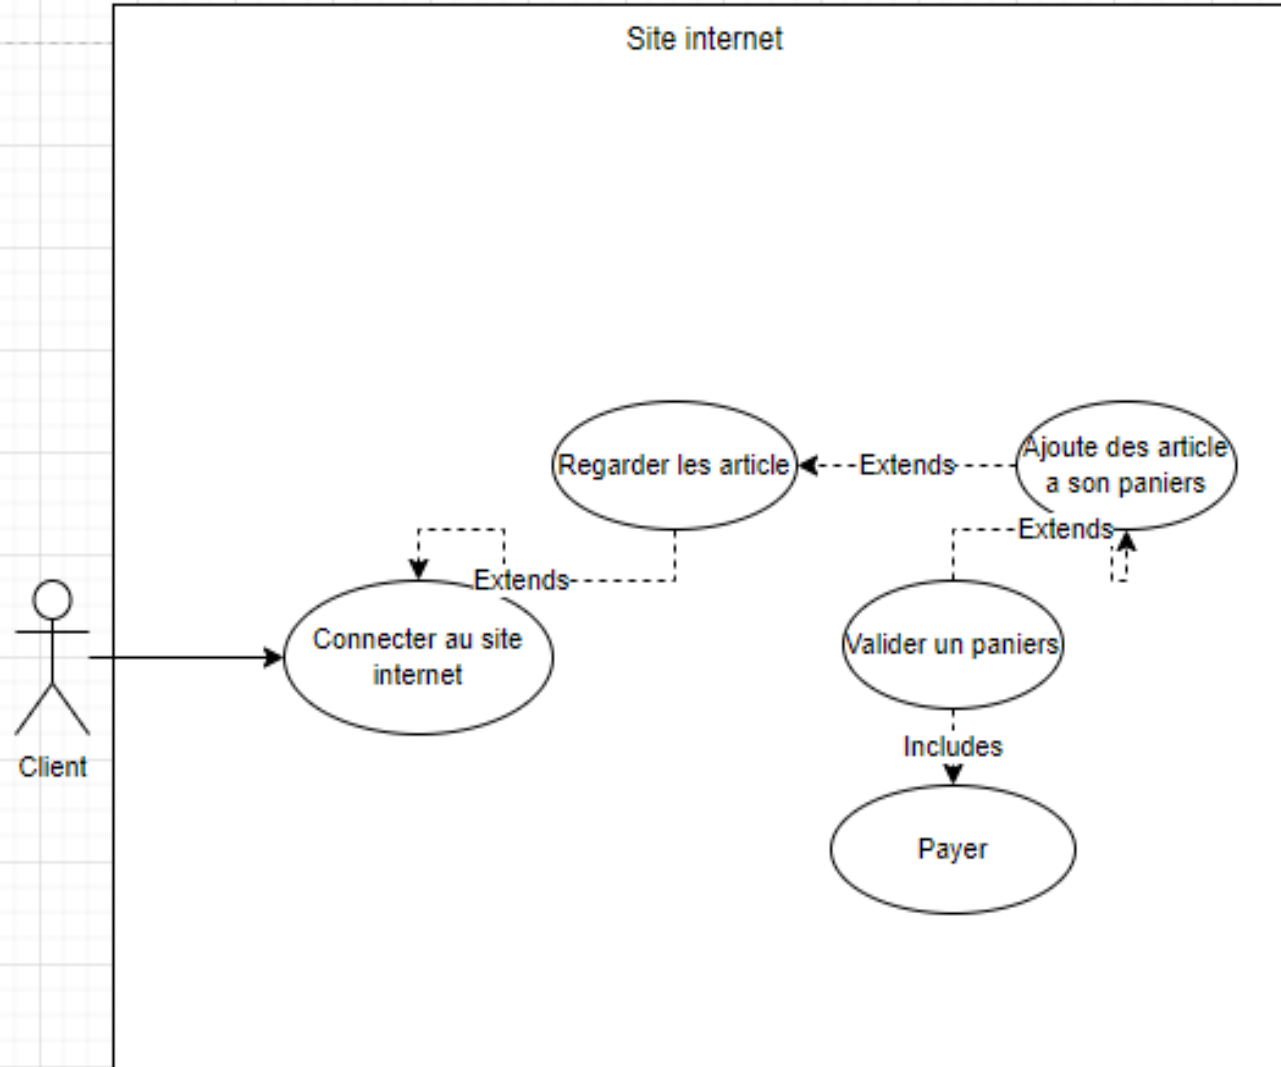 Site internet
Regarder les article
Extends
Ajoute des article
a son paniers
Extends
Extends
Connecter au site
internet
Valider un paniers
Includes
Client
Payer